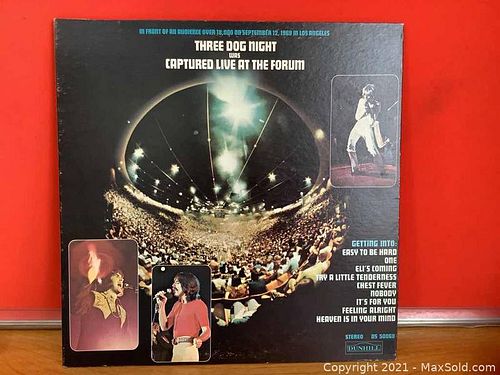 IN FRONT OF AN AUDIENCE OVER 18,000 ON SEPTEMBER 12, 1969 IN LOS ANGELES
THREE DOG NIGHT
WAS
CAPTURED LIVE AT THE FORUM
GETTING INTO:
EASY TO BE HARD
ONE
ELI'S COMING
TRY A LITTLE TENDERNESS
CHEST FEVER
NOBODY
IT'S FOR YOU
FEELING ALRIGHT
HEAVEN IS IN YOUR MIND
STEREO DS 50068
DUNHILL
Copyright 2021 - MaxSold.com